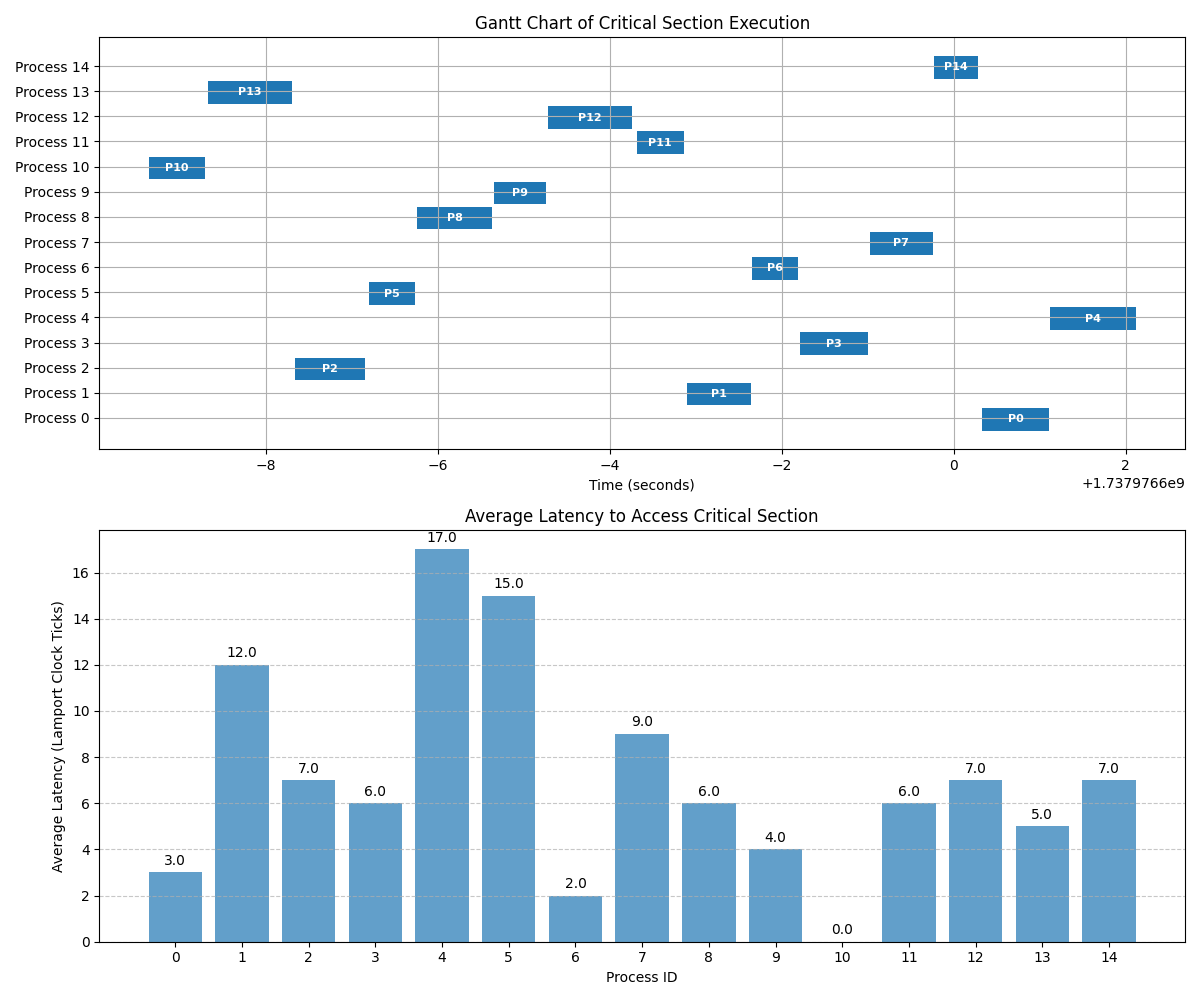 Gantt Chart of Critical Section Execution
Process 14
P14
Process 13
P13
Process 12
P12
Process 11
P11
Process 10
P10
Process 9
P9
Process 8
P8
Process 7
P7
Process 6
P6
Process 5
P5
Process 4
P4
Process 3
P3
Process 2
P2
Process 1
P1
Process 0
P0
−8 −6 −4 −2 0 2
Time (seconds)
+1.7379766e9
Average Latency to Access Critical Section
Average Latency (Lamport Clock Ticks)
16
14
12
10
8
6
4
2
0
3.0 12.0 7.0 6.0 17.0 15.0 2.0 9.0 6.0 4.0 0.0 6.0 7.0 5.0 7.0
0 1 2 3 4 5 6 7 8 9 10 11 12 13 14
Process ID